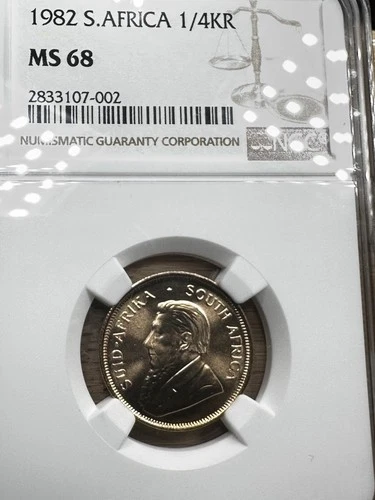 1982 S.AFRICA 1/4KR
MS 68
2833107-002
NUMISMATIC GUARANTY CORPORATION
NGC
SUID-AFRIKA · SOUTH AFRICA